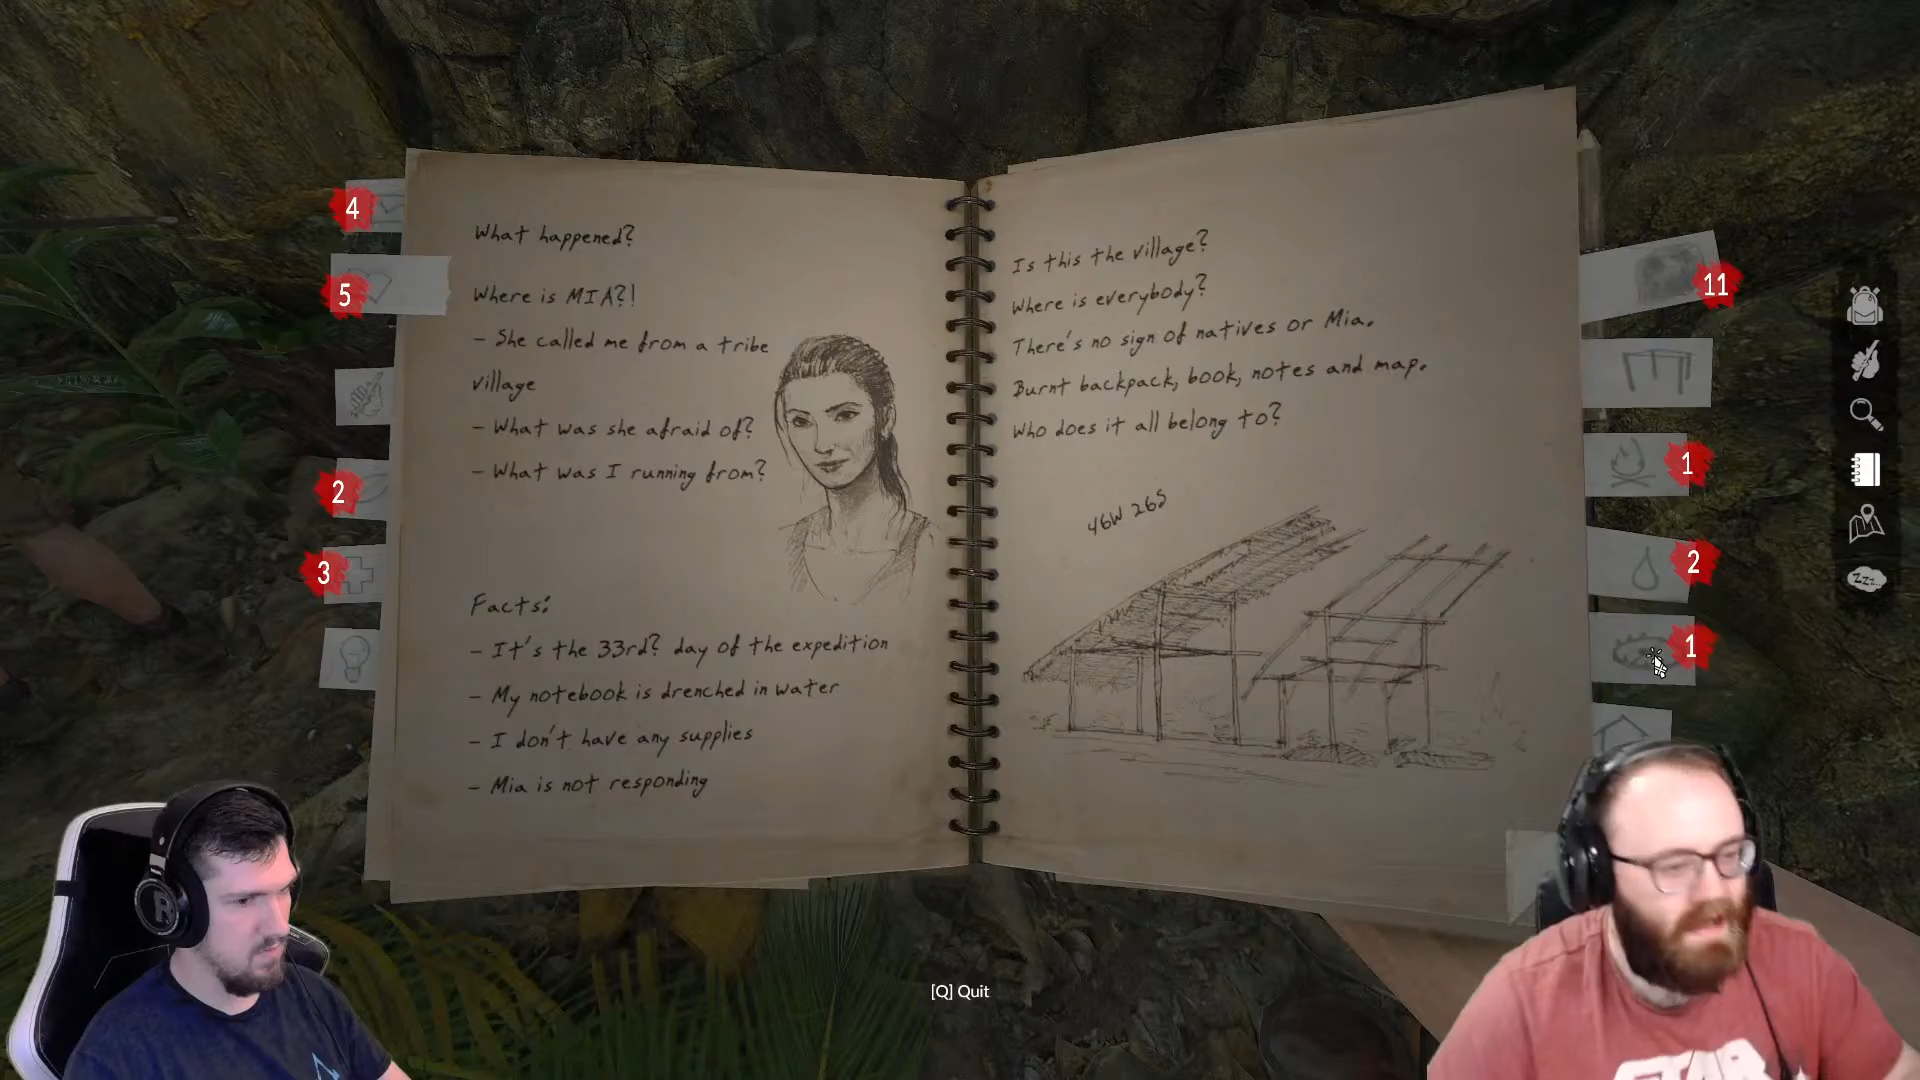 4
5
2
3
What happened?
Where is MIA?!
- She called me from a tribe
village
- What was she afraid of?
- What was I running from?
Facts:
- It's the 33rd? day of the expedition
- My notebook is drenched in water
- I don't have any supplies
- Mia is not responding
Is this the village?
Where is everybody?
There's no sign of natives or Mia.
Burnt backpack, book, notes and map.
Who does it all belong to?
46W 26S
11
1
2
1
ZZZ
[Q] Quit
R
STAR